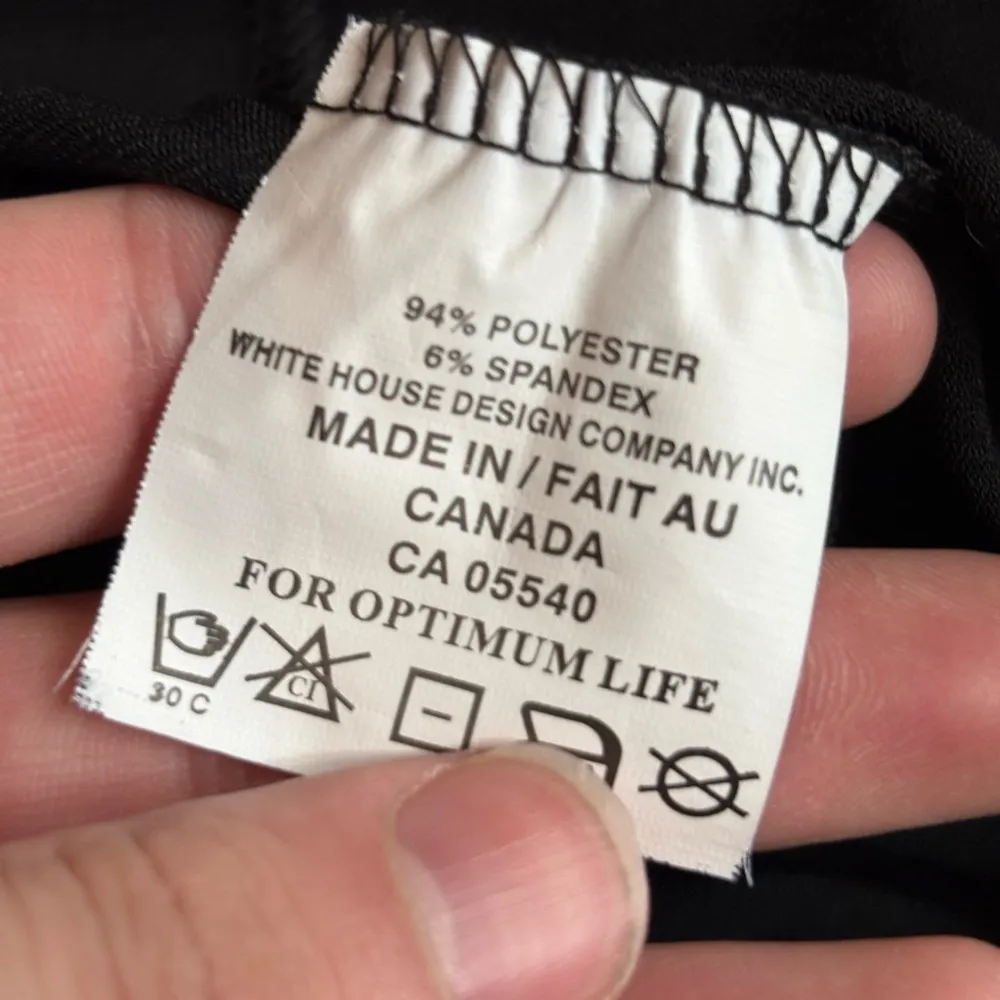 94% POLYESTER
6% SPANDEX
WHITE HOUSE DESIGN COMPANY INC.
MADE IN / FAIT AU
CANADA
CA 05540
FOR OPTIMUM LIFE
CI
30 C